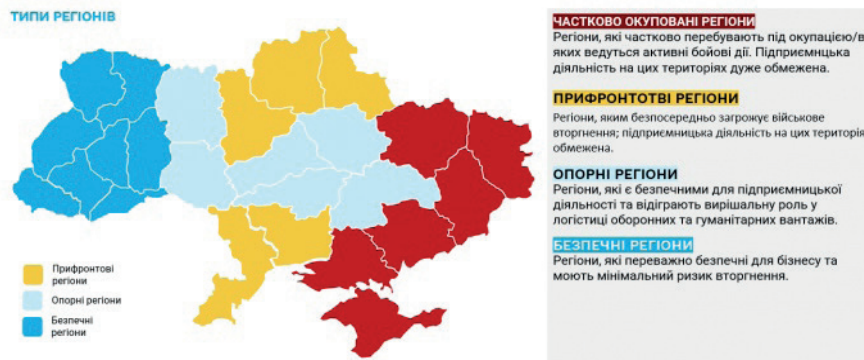 ТИПИ РЕГІОНІВ
Прифронтові
регіони
Опорні регіони
Безпечні
регіони
ЧАСТКОВО ОКУПОВАНІ РЕГІОНИ
Регіони, які частково перебувають під окупацією/в
яких ведуться активні бойові дії. Підприємнцька
діяльність на цих територіях дуже обмежена.
ПРИФРОНТОТВІ РЕГІОНИ
Регіони, яким безпосередньо загрожує військове
вторгнення; підприємницька діяльність на цих територія
обмежена.
ОПОРНІ РЕГІОНИ
Регіони, які є безпечними для підприємницької
діяльності та відіграють вирішальну роль у
логістиці оборонних та гуманітарних вантажів.
БЕЗПЕЧНІ РЕГІОНИ
Регіони, які переважно безпечні для бізнесу та
моють мінімальний ризик вторгнення.